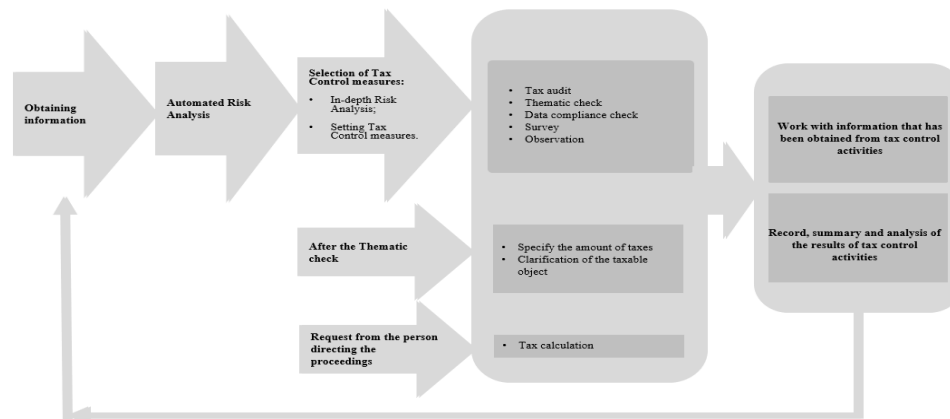 Obtaining
information
Automated Risk
Analysis
Selection of Tax
Control measures:
• In-depth Risk
Analysis;
• Setting Tax
Control measures.
• Tax audit
• Thematic check
• Data compliance check
• Survey
• Observation
After the Thematic
check
• Specify the amount of taxes
• Clarification of the taxable
object
Request from the person
directing the
proceedings
• Tax calculation
Work with information that has
been obtained from tax control
activities
Record, summary and analysis of
the results of tax control
activities